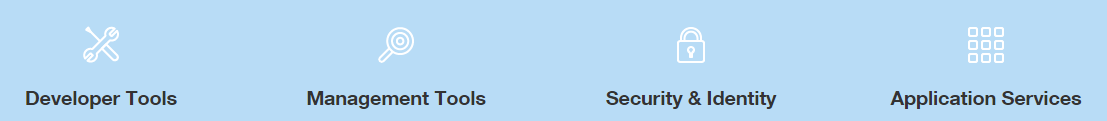 Developer Tools Management Tools Security & Identity Application Services